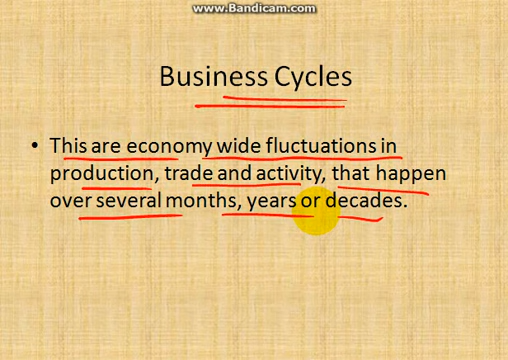 www.Bandicam.com
Business Cycles
• This are economy wide fluctuations in
production, trade and activity, that happen
over several months, years or decades.